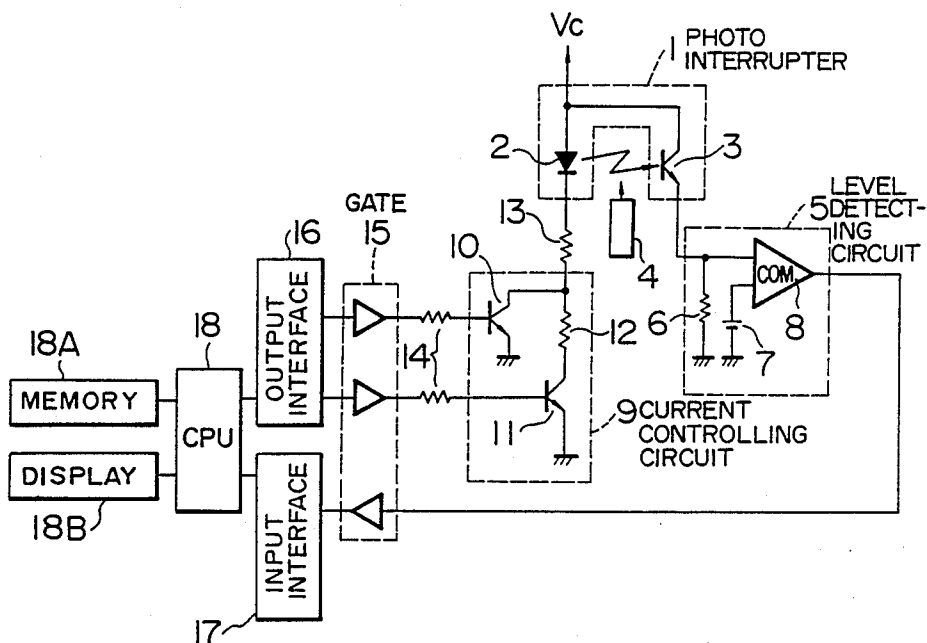 Vc
1 PHOTO
INTERRUPTER
2
3
13
4
5 LEVEL
DETECT-
ING
CIRCUIT
COM.
6
7
8
GATE
15
16
OUTPUT
INTERFACE
10
14
12
11
9 CURRENT
CONTROLLING
CIRCUIT
18A
MEMORY
18
CPU
DISPLAY
18B
INPUT
INTERFACE
17